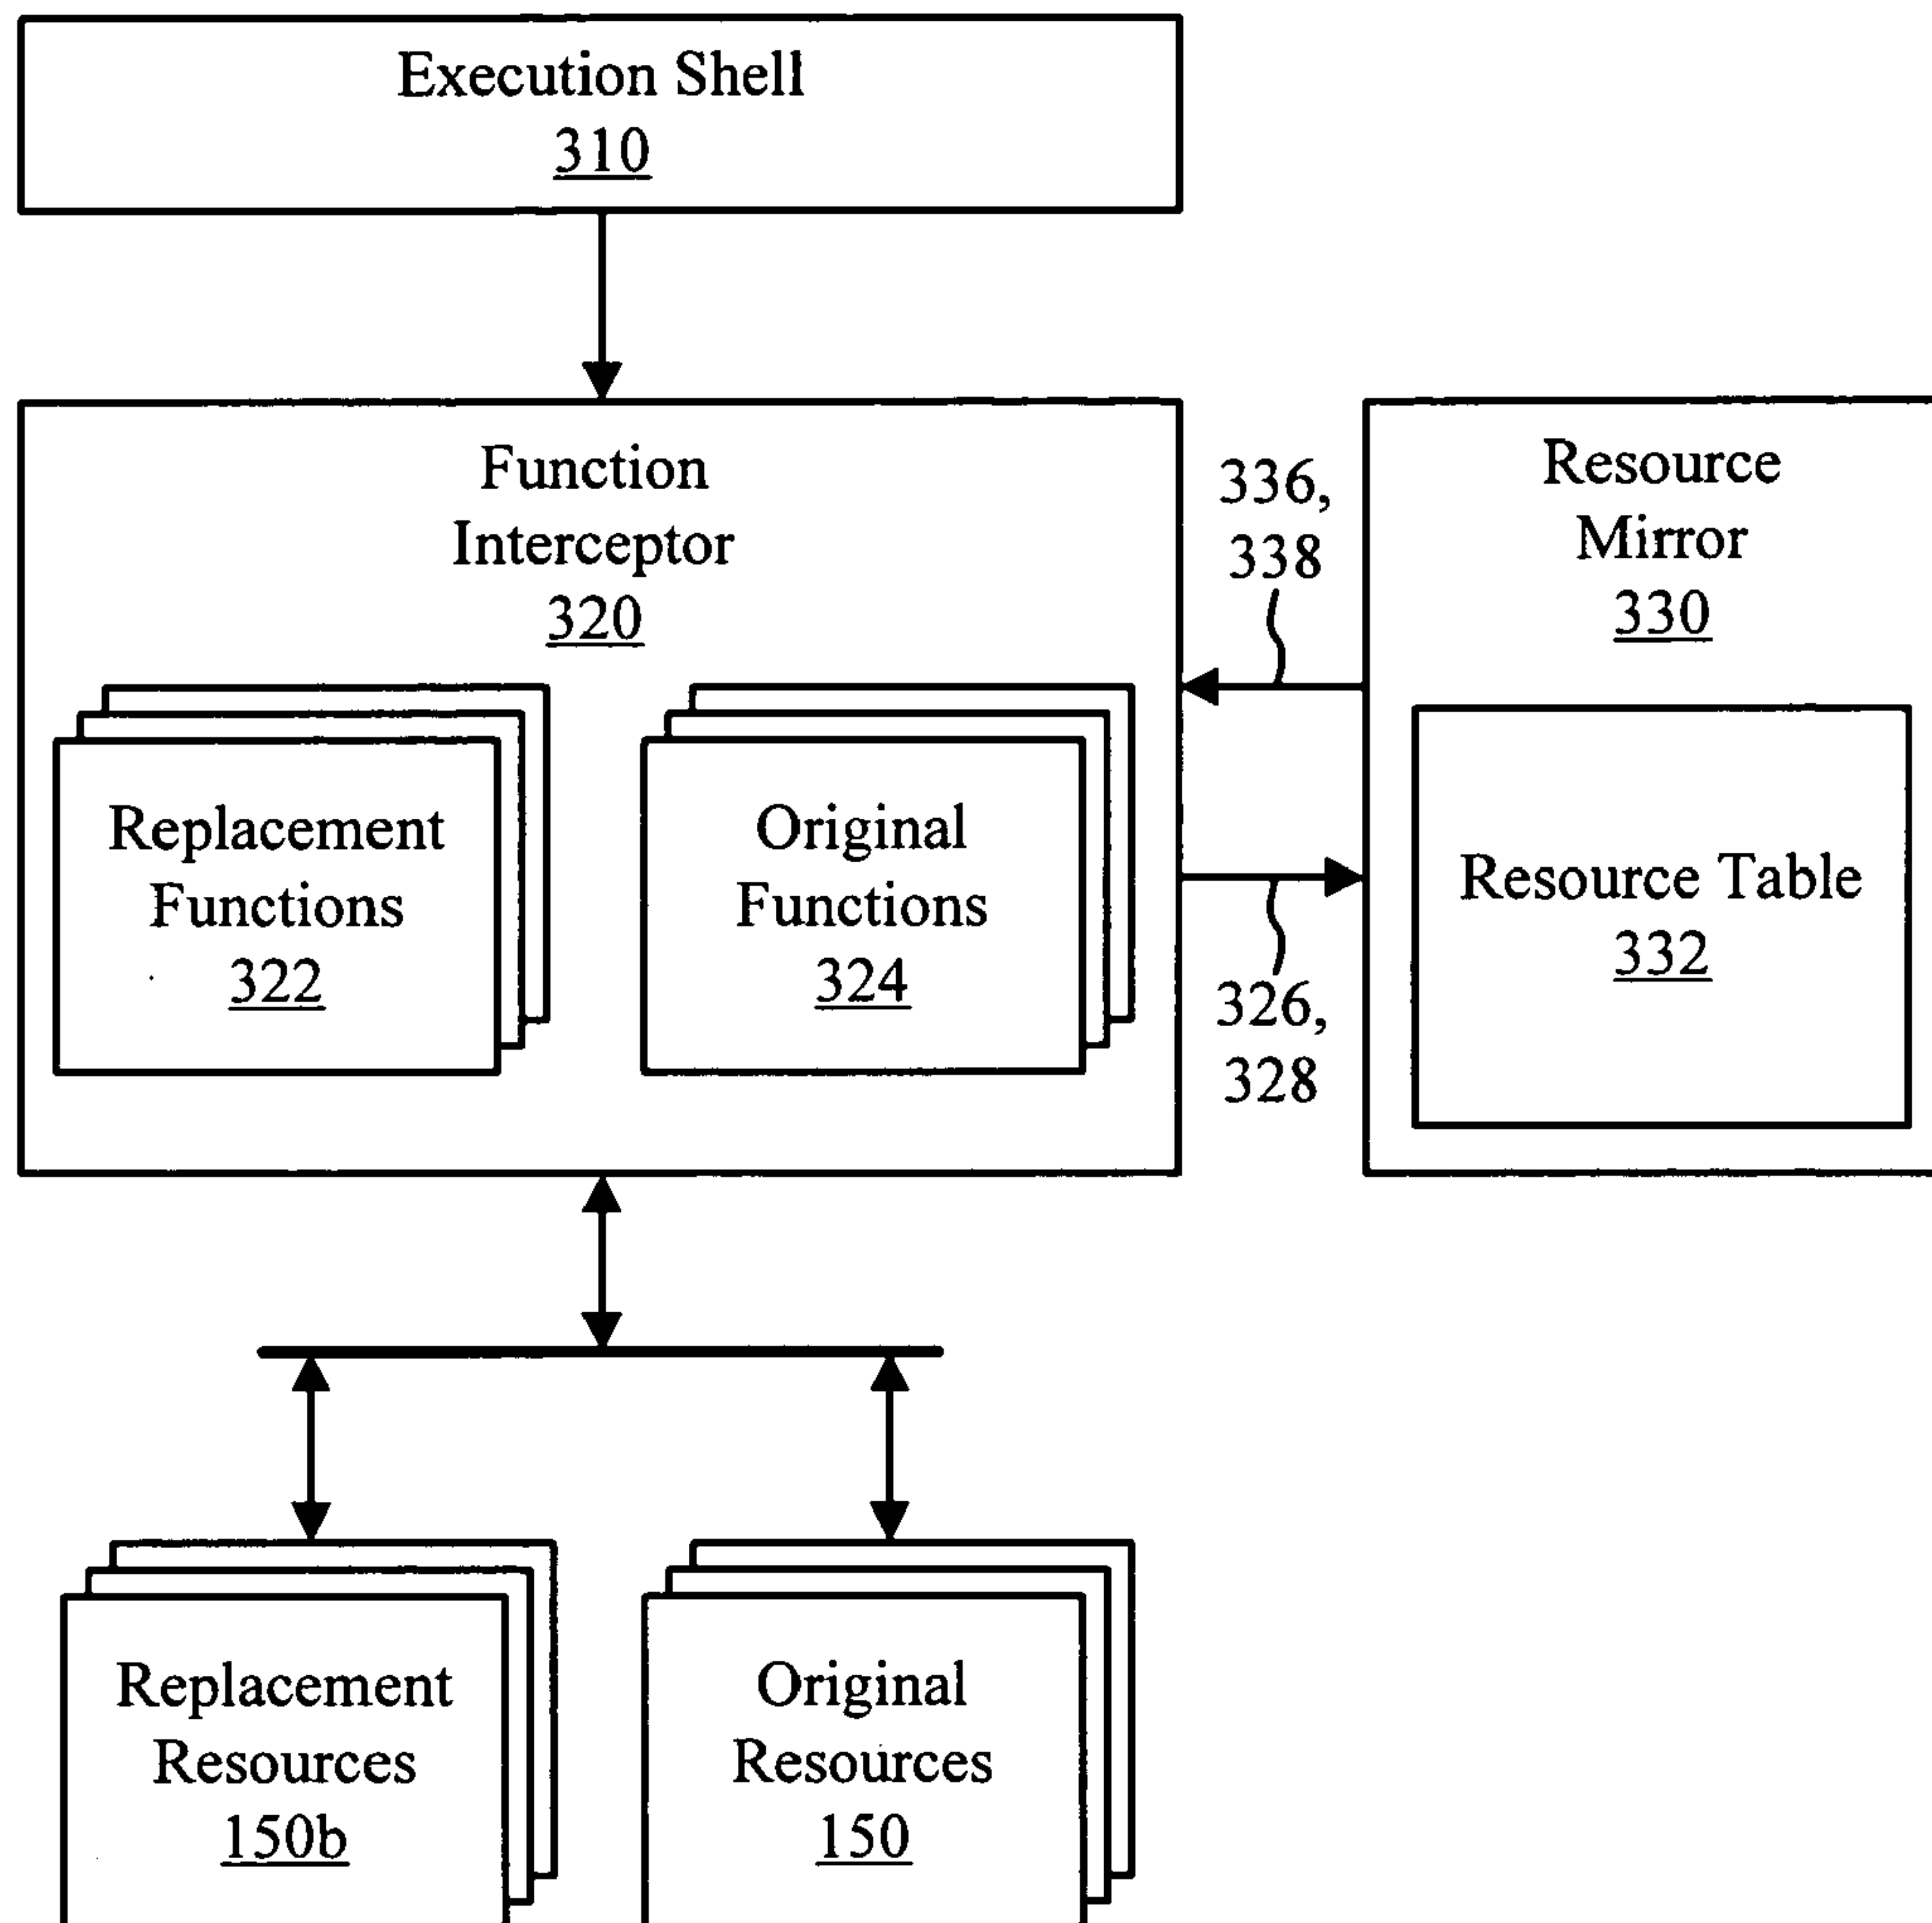 Execution Shell
310
Function
Interceptor
320
336,
338
Resource
Mirror
330
Replacement
Functions
322
Original
Functions
324
326,
328
Resource Table
332
Replacement
Resources
150b
Original
Resources
150